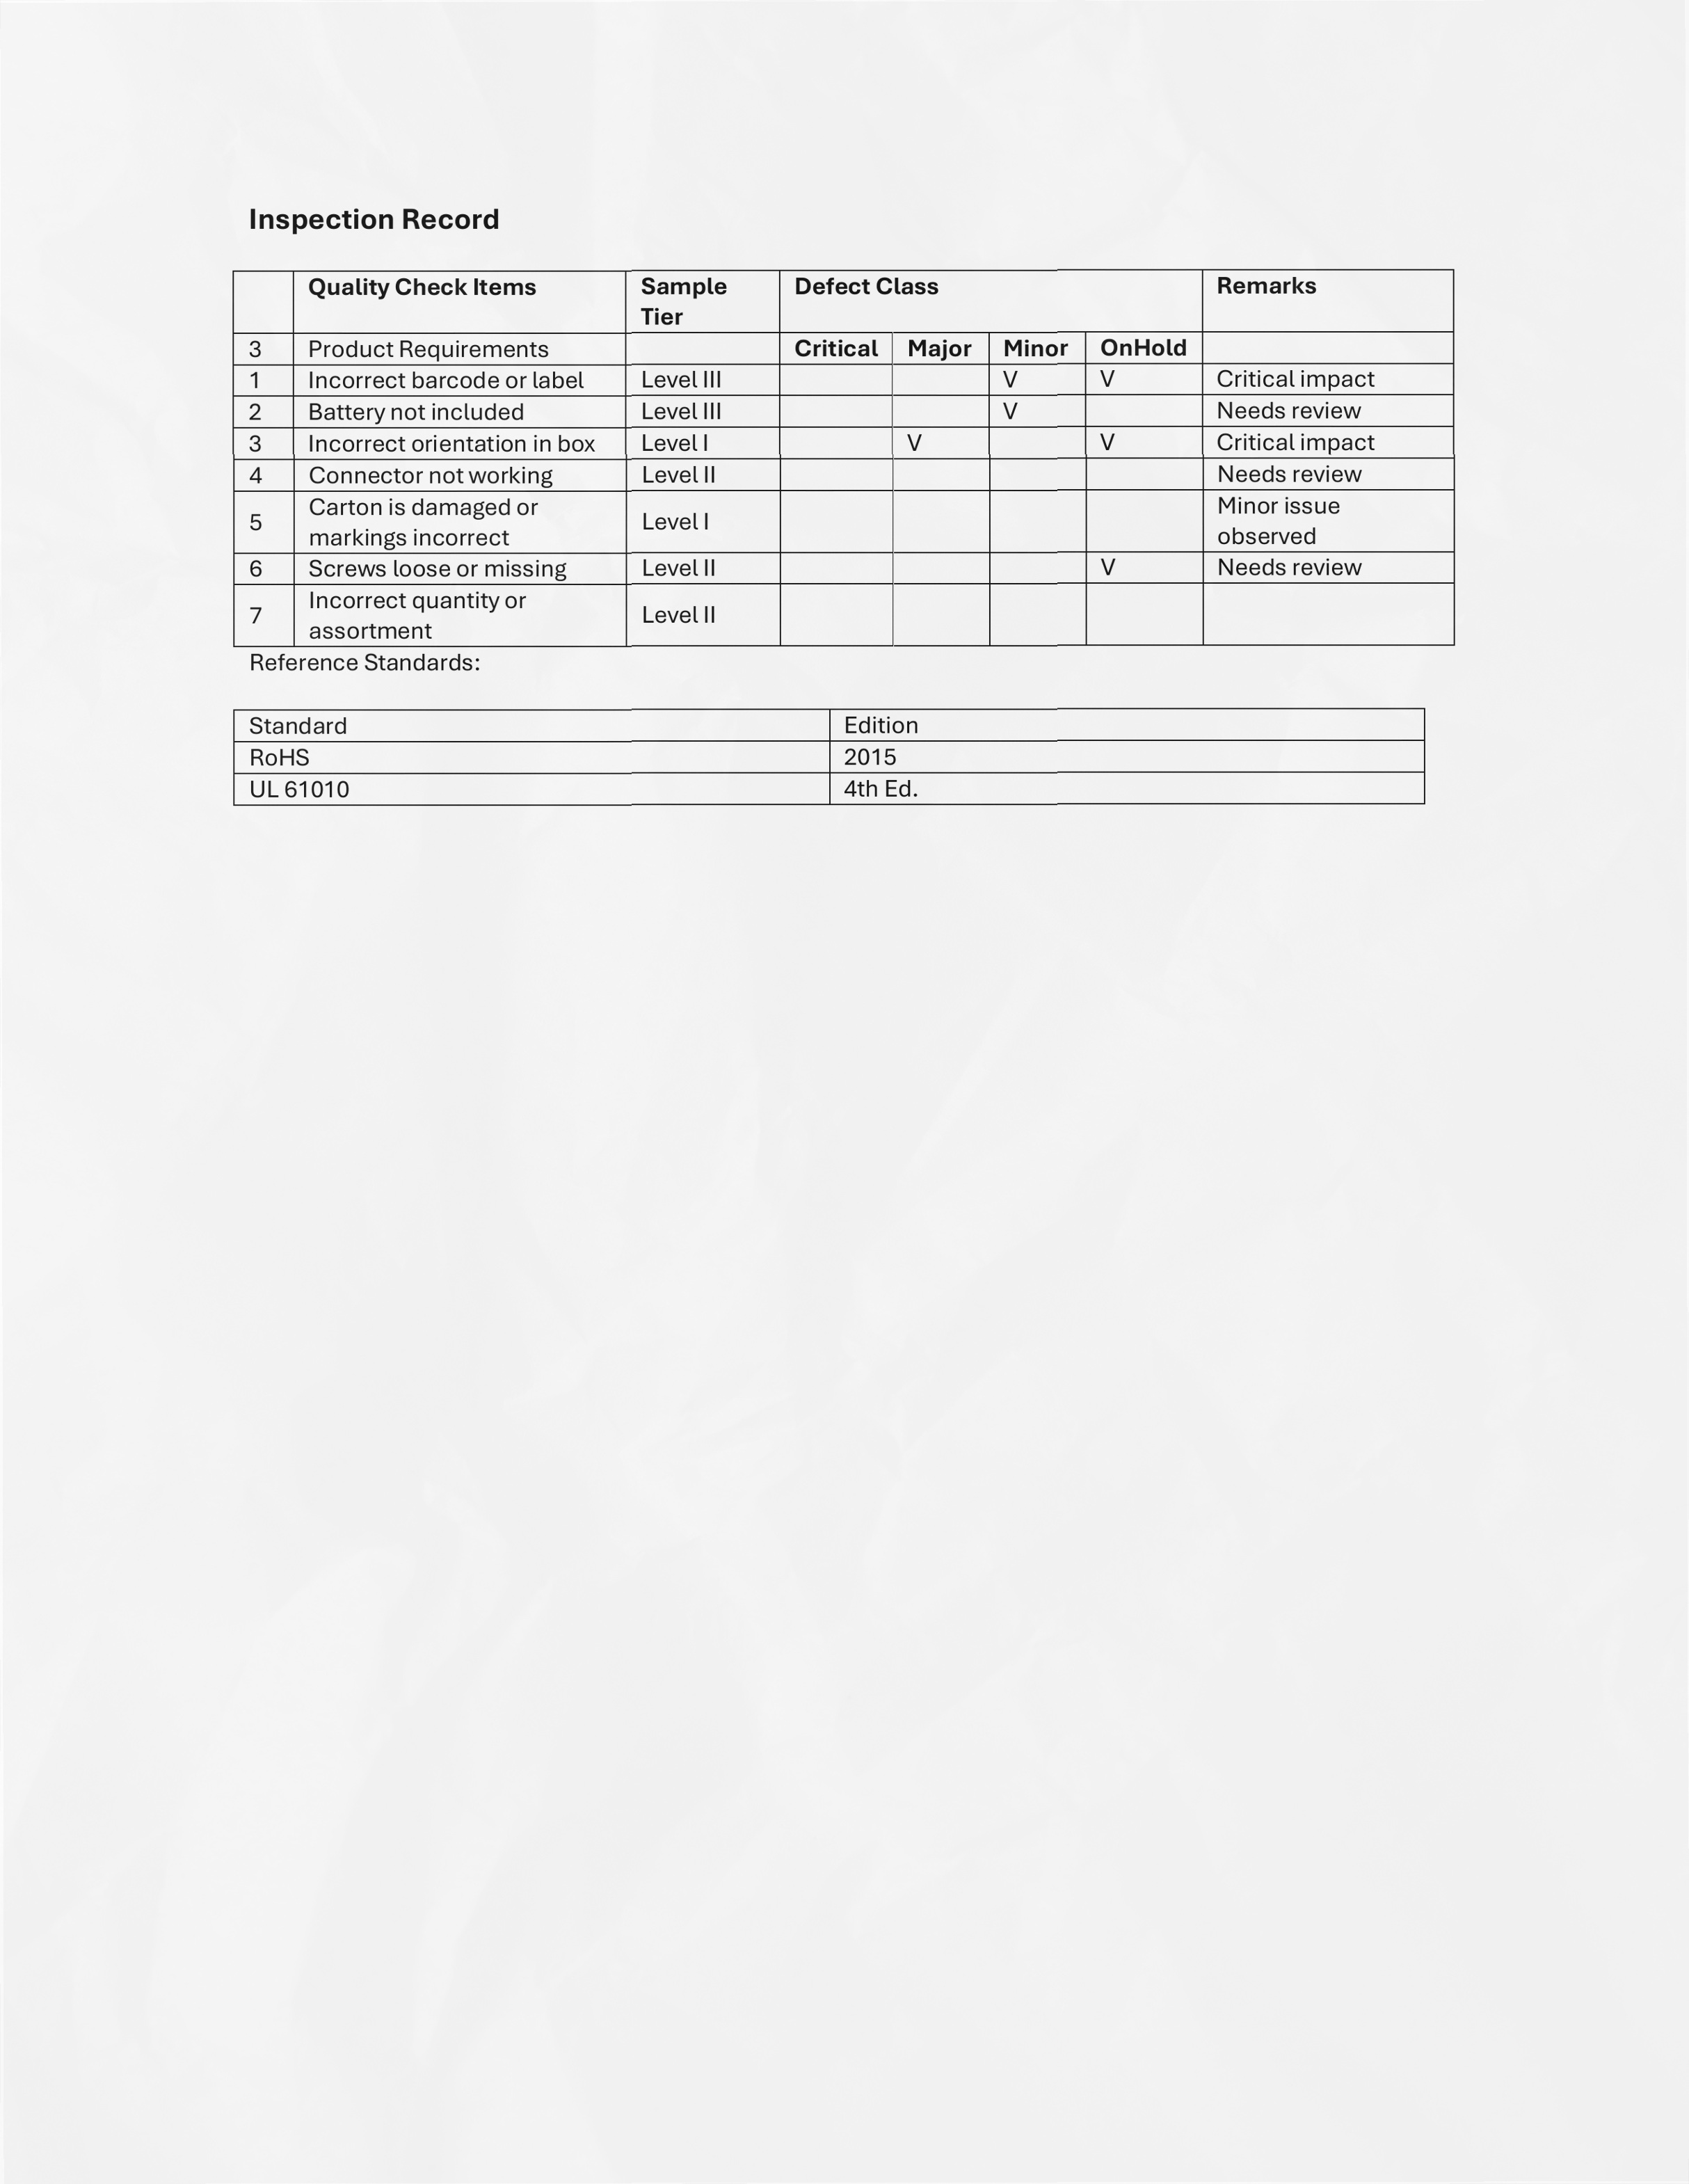 Inspection Record
Quality Check Items Sample Tier Defect Class Remarks
3 Product Requirements Critical Major Minor OnHold
1 Incorrect barcode or label Level III V V Critical impact
2 Battery not included Level III V Needs review
3 Incorrect orientation in box Level I V V Critical impact
4 Connector not working Level II Needs review
5 Carton is damaged or markings incorrect Level I Minor issue observed
6 Screws loose or missing Level II V Needs review
7 Incorrect quantity or assortment Level II
Reference Standards:
Standard Edition
RoHS 2015
UL 61010 4th Ed.